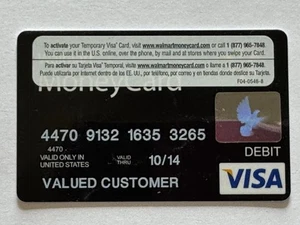 To activate your Temporary Visa® Card, visit www.walmartmoneycard.com or call 1 (877) 965-7848.
You can use it in the U.S. online, over the phone, by mail and at stores where you swipe your card.
Para activar su Tarjeta Visa® Temporal, visite www.walmartmoneycard.com o llame a 1 (877) 965-7848.
Puede utilizarla por internet dentro de los EE. UU., por teléfono, por correo y en tiendas donde deslice su Tarjeta.
F04-0546-8
MoneyCard
4470 9132 1635 3265
4470
VALID ONLY IN
UNITED STATES
VALID
THRU
10/14
DEBIT
VALUED CUSTOMER
VISA